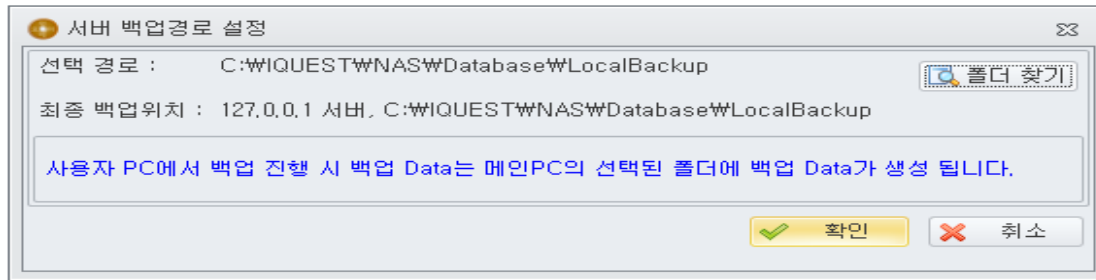 서버 백업경로 설정
선택 경로 : C:₩IQUEST₩NAS₩Database₩LocalBackup
폴더 찾기
최종 백업위치 : 127.0.0.1 서버, C:₩IQUEST₩NAS₩Database₩LocalBackup
사용자 PC에서 백업 진행 시 백업 Data는 메인PC의 선택된 폴더에 백업 Data가 생성 됩니다.
확인 취소